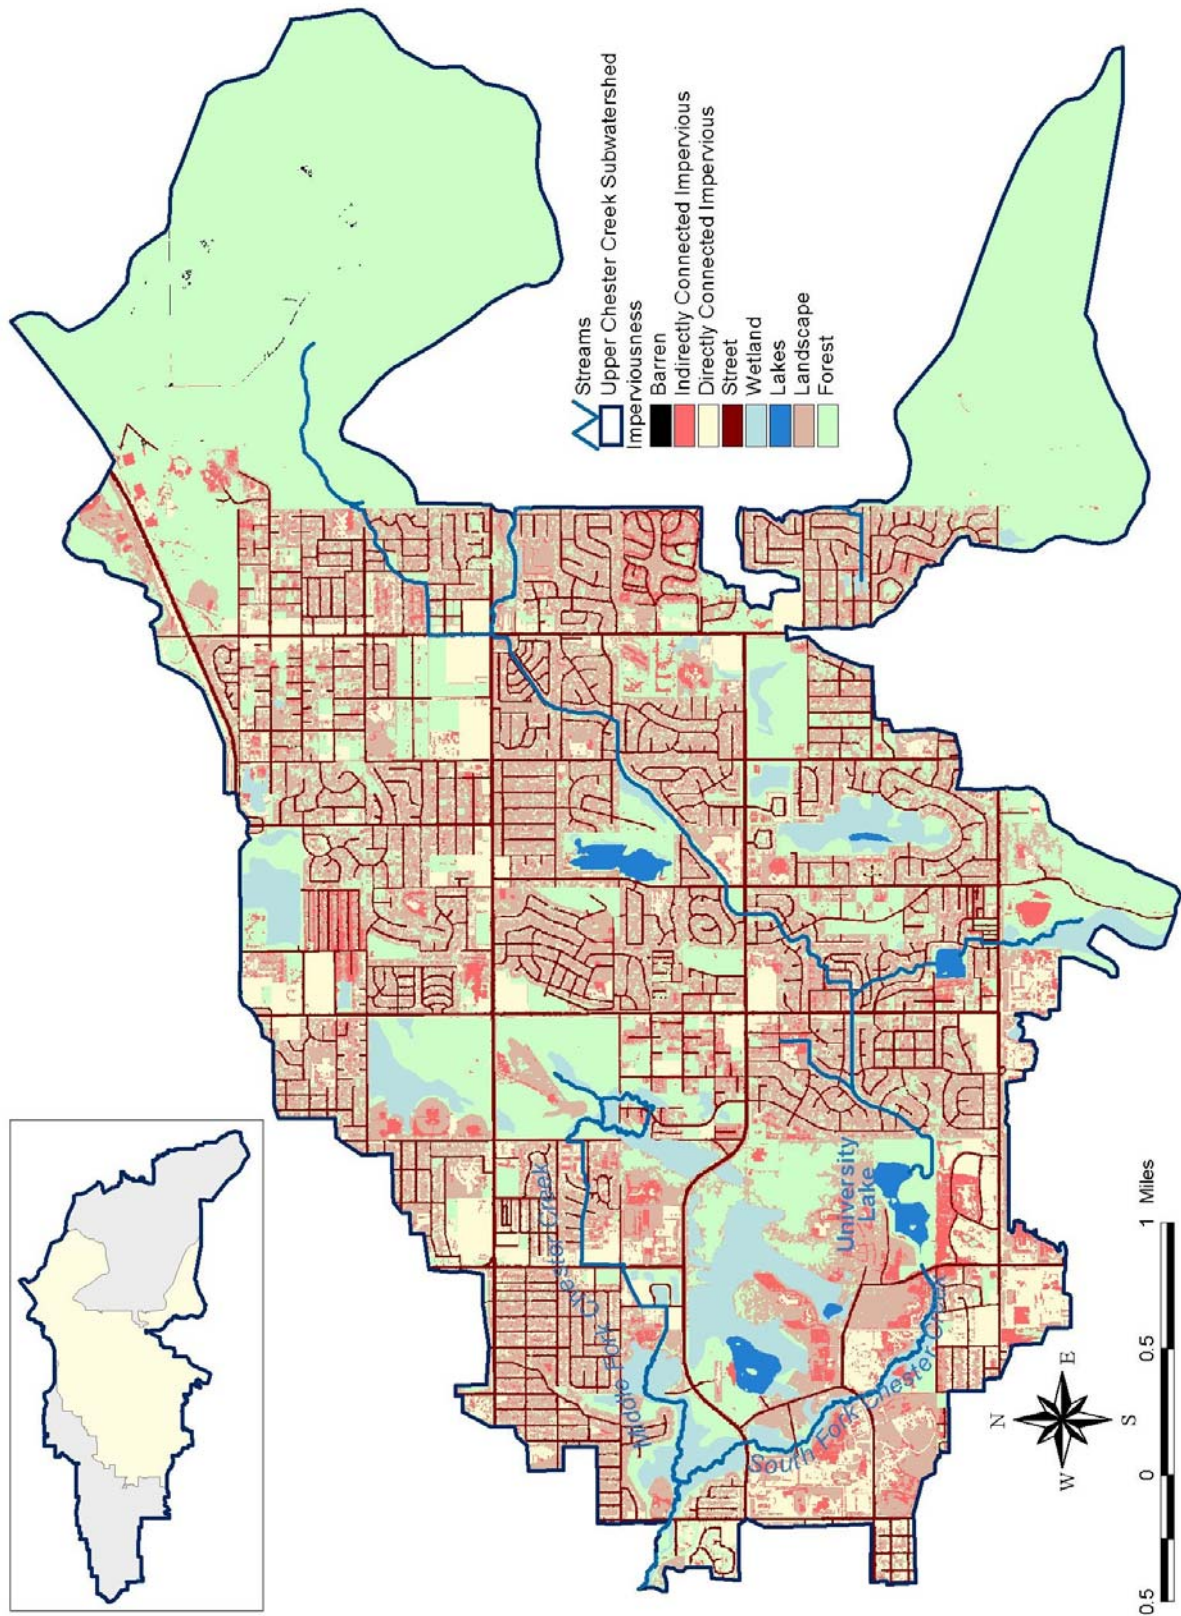 Streams
Upper Chester Creek Subwatershed
Imperviousness
Barren
Indirectly Connected Impervious
Directly Connected Impervious
Street
Wetland
Lakes
Landscape
Forest
Middle Fork Chester Creek
University
Lake
South Fork Chester Creek
N
W
E
S
0.5
0
0.5
1 Miles